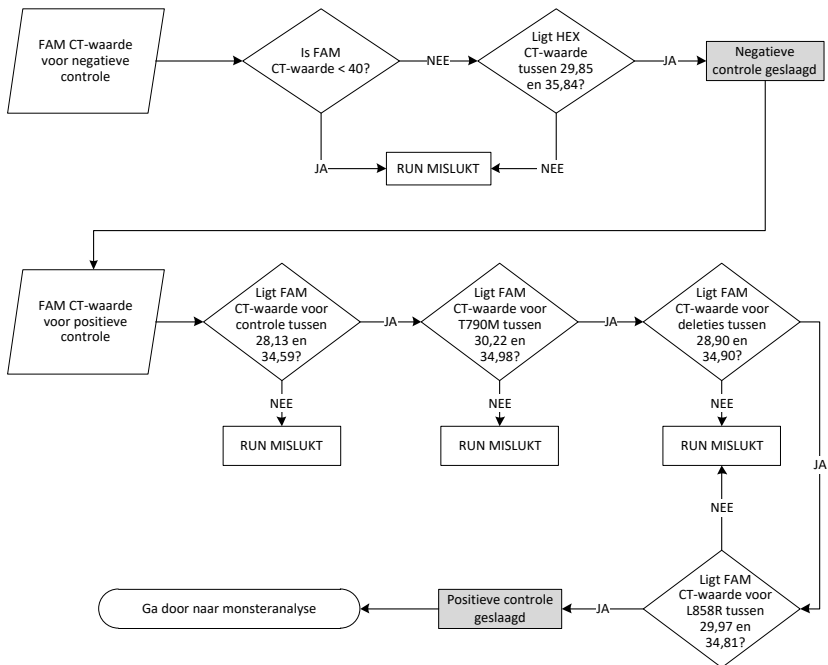 FAM CT-waarde
voor negatieve
controle
Is FAM
CT-waarde < 40?
NEE
Ligt HEX
CT-waarde
tussen 29,85
en 35,84?
JA
Negatieve
controle geslaagd
JA
RUN MISLUKT
NEE
FAM CT-waarde
voor positieve
controle
Ligt FAM
CT-waarde voor
controle tussen
28,13 en
34,59?
JA
Ligt FAM
CT-waarde voor
T790M tussen
30,22 en
34,98?
JA
Ligt FAM
CT-waarde voor
deleties tussen
28,90 en
34,90?
NEE
NEE
NEE
RUN MISLUKT
RUN MISLUKT
RUN MISLUKT
JA
NEE
Ligt FAM
CT-waarde voor
L858R tussen
29,97 en
34,81?
JA
Positieve controle
geslaagd
Ga door naar monsteranalyse